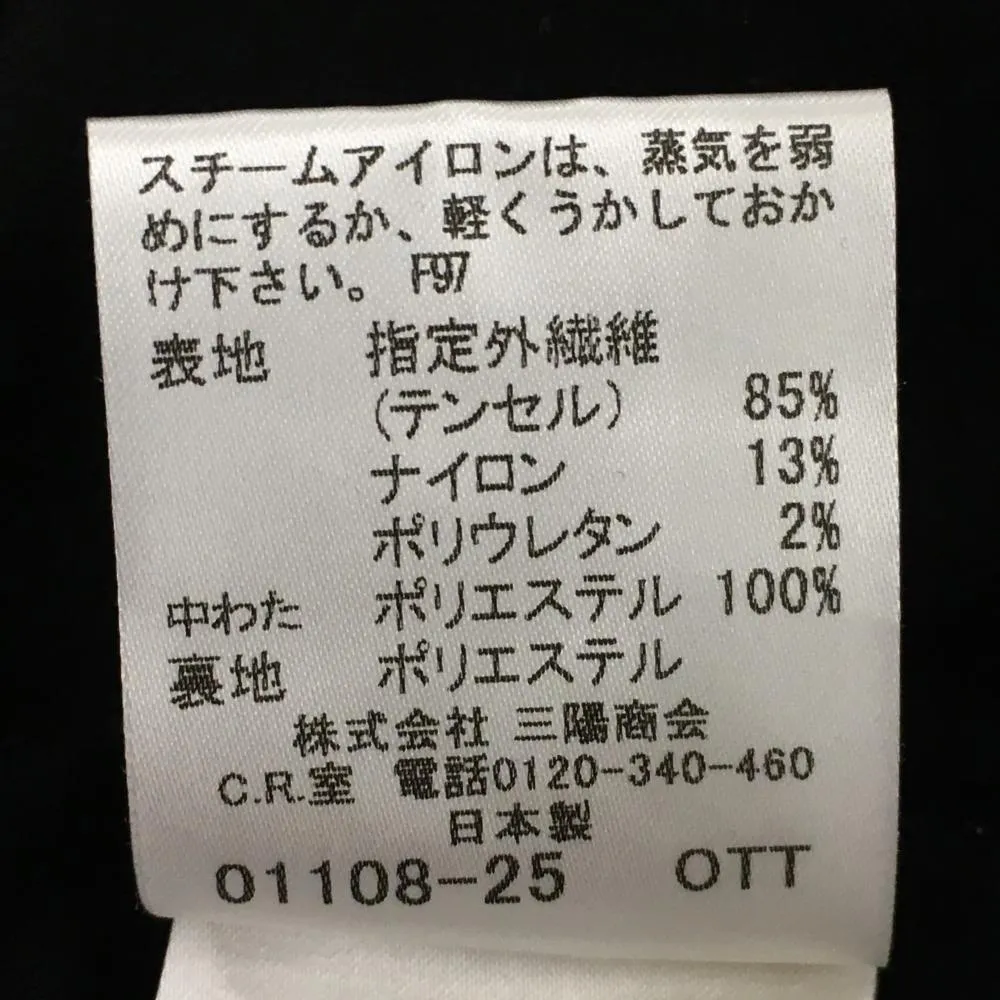 スチームアイロンは、蒸気を弱
めにするか、軽くうかしておか
け下さい。 F97
表地 指定外繊維
(テンセル) 85%
ナイロン 13%
ポリウレタン 2%
中わた ポリエステル 100%
裏地 ポリエステル
株式会社 三陽商会
C.R.室 電話0120-340-460
日本製
01108-25 OTT